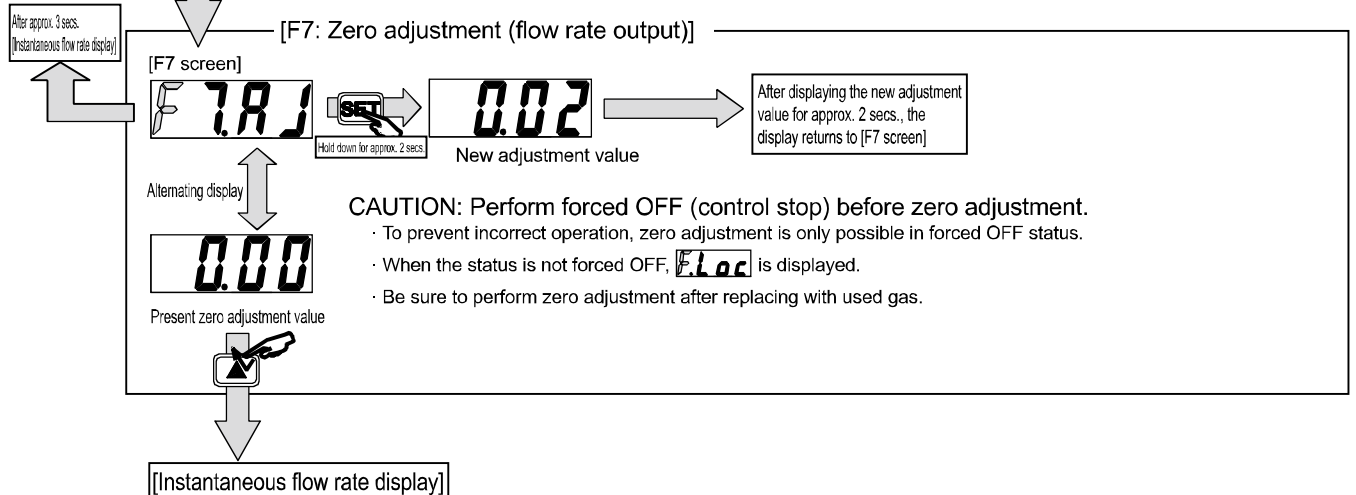 After approx. 3 secs.
[Instantaneous flow rate display]
[F7: Zero adjustment (flow rate output)]
[F7 screen]
F 7.AJ
SET
Hold down for approx. 2 secs.
0.02
New adjustment value
After displaying the new adjustment
value for approx. 2 secs., the
display returns to [F7 screen]
Alternating display
0.00
Present zero adjustment value
CAUTION: Perform forced OFF (control stop) before zero adjustment.
· To prevent incorrect operation, zero adjustment is only possible in forced OFF status.
· When the status is not forced OFF, F.Loc is displayed.
· Be sure to perform zero adjustment after replacing with used gas.
[Instantaneous flow rate display]